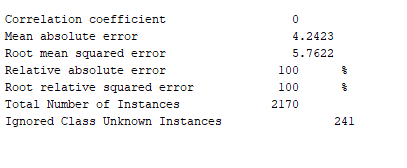 Correlation coefficient 0
Mean absolute error 4.2423
Root mean squared error 5.7622
Relative absolute error 100 %
Root relative squared error 100 %
Total Number of Instances 2170
Ignored Class Unknown Instances 241